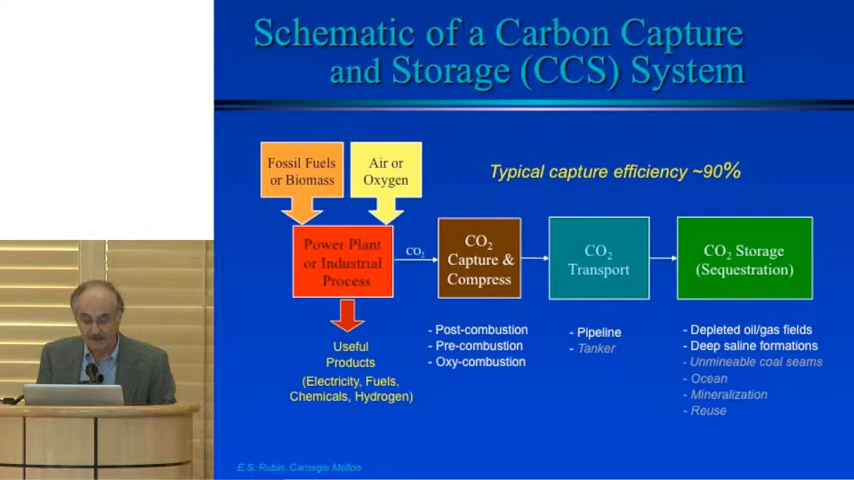 Schematic of a Carbon Capture
and Storage (CCS) System
Fossil Fuels
or Biomass
Air or
Oxygen
Typical capture efficiency ~90%
Power Plant
or Industrial
Process
CO₂
CO₂
Capture &
Compress
CO₂
Transport
CO₂ Storage
(Sequestration)
Useful
Products
(Electricity, Fuels,
Chemicals, Hydrogen)
- Post-combustion
- Pre-combustion
- Oxy-combustion
- Pipeline
- Tanker
- Depleted oil/gas fields
- Deep saline formations
- Unmineable coal seams
- Ocean
- Mineralization
- Reuse
E.S. Rubin, Carnegie Mellon